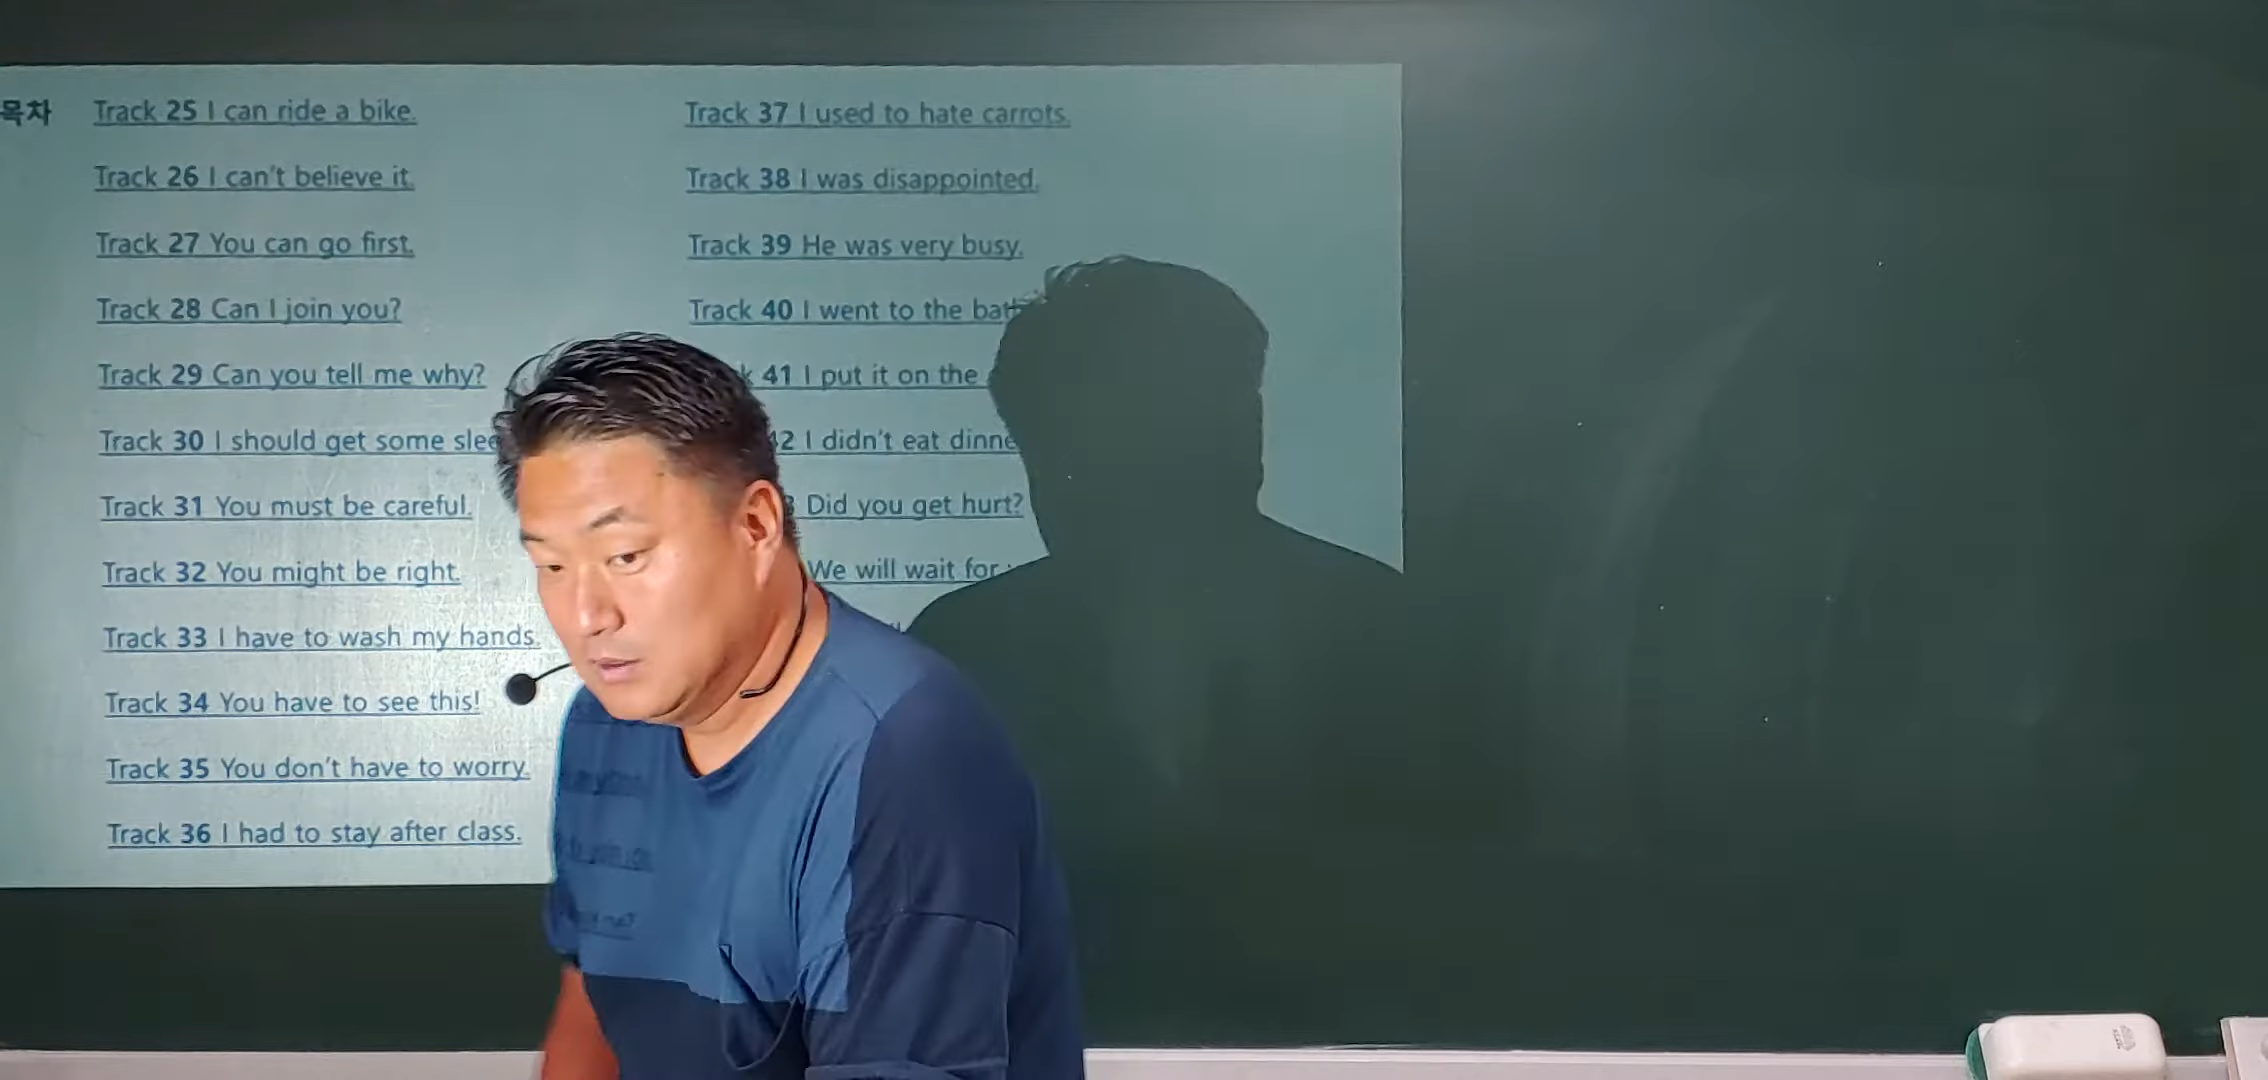 목차
Track 25 I can ride a bike.
Track 26 I can't believe it.
Track 27 You can go first.
Track 28 Can I join you?
Track 29 Can you tell me why?
Track 30 I should get some
Track 31 You must be careful.
Track 32 You might be right.
Track 33 I have to wash my hands.
Track 34 You have to see this!
Track 35 You don't have to worry.
Track 36 I had to stay after class.
Track 37 I used to hate carrots.
Track 38 I was disappointed.
Track 39 He was very busy.
Track 40 I went to the
41 I put it on the
I didn't eat
Did you get hurt?
We will wait for